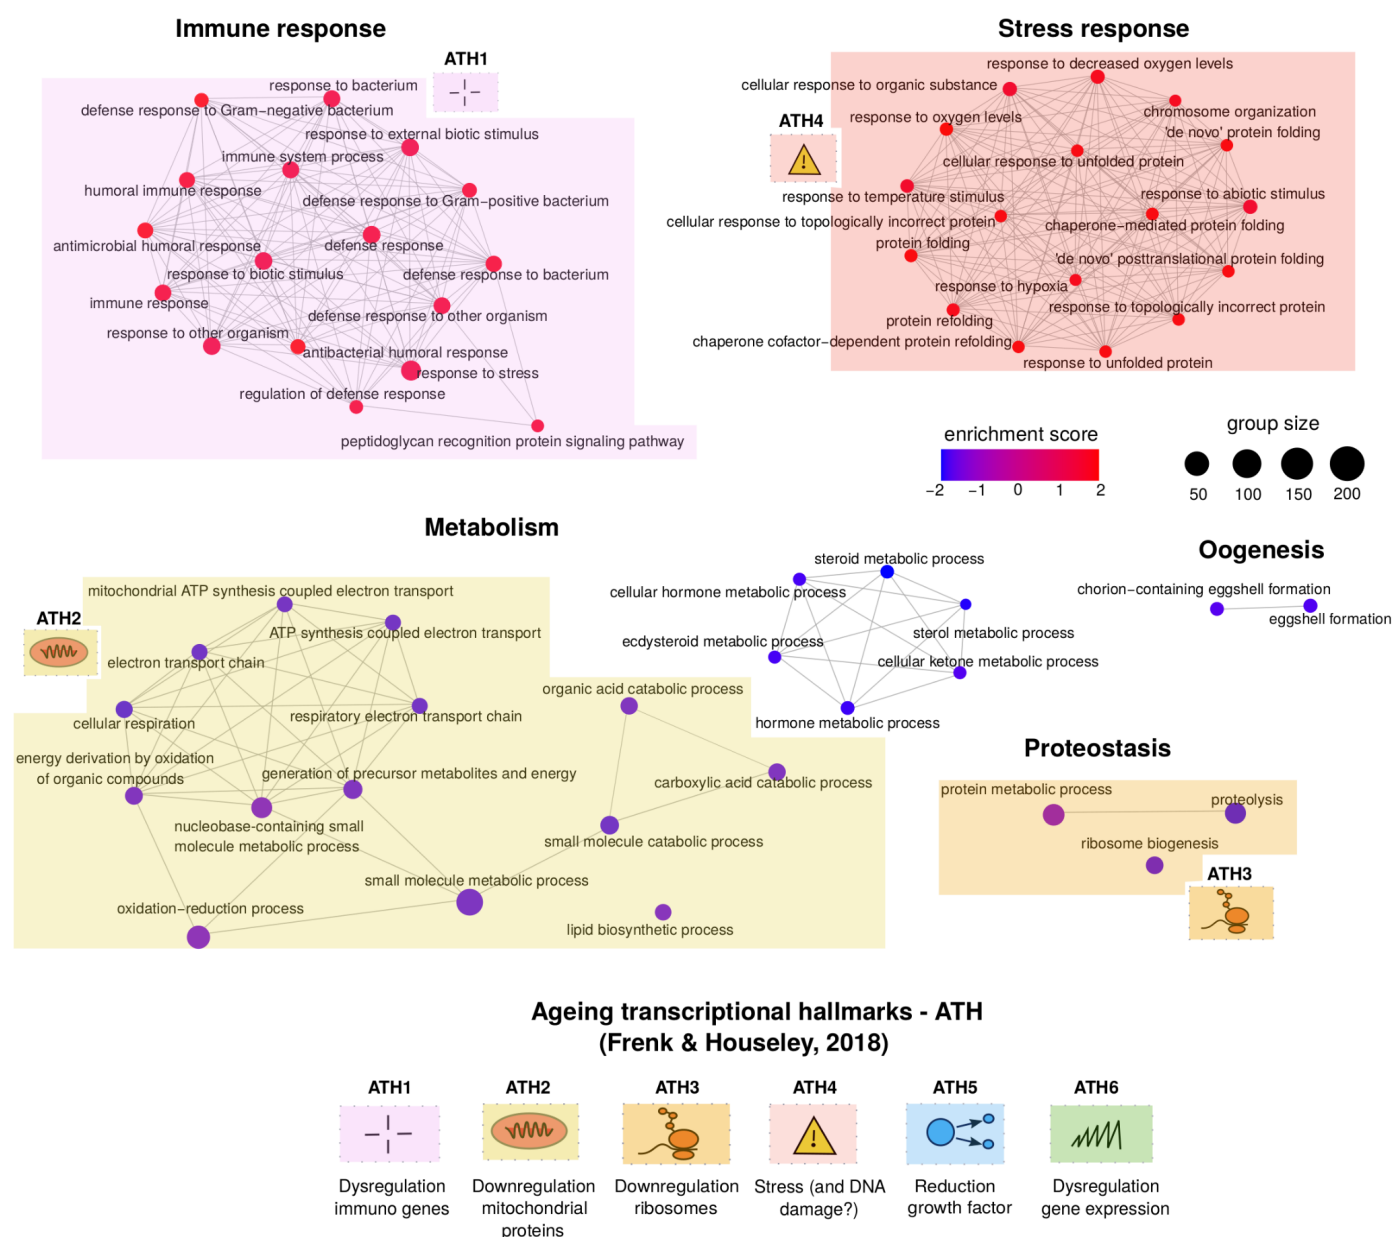 Immune response
ATH1
response to bacterium
defense response to Gram−negative bacterium
response to external biotic stimulus
immune system process
humoral immune response
defense response to Gram−positive bacterium
antimicrobial humoral response
defense response
response to biotic stimulus
defense response to bacterium
immune response
defense response to other organism
response to other organism
antibacterial humoral response
response to stress
regulation of defense response
peptidoglycan recognition protein signaling pathway
Stress response
ATH4
response to decreased oxygen levels
cellular response to organic substance
chromosome organization
response to oxygen levels
'de novo' protein folding
cellular response to unfolded protein
response to temperature stimulus
response to abiotic stimulus
cellular response to topologically incorrect protein
chaperone−mediated protein folding
protein folding
'de novo' posttranslational protein folding
response to hypoxia
response to topologically incorrect protein
protein refolding
chaperone cofactor−dependent protein refolding
response to unfolded protein
enrichment score
−2 −1 0 1 2
group size
50 100 150 200
Metabolism
ATH2
mitochondrial ATP synthesis coupled electron transport
ATP synthesis coupled electron transport
electron transport chain
cellular respiration
respiratory electron transport chain
energy derivation by oxidation
of organic compounds
generation of precursor metabolites and energy
nucleobase-containing small
molecule metabolic process
small molecule metabolic process
oxidation−reduction process
organic acid catabolic process
carboxylic acid catabolic process
small molecule catabolic process
lipid biosynthetic process
steroid metabolic process
cellular hormone metabolic process
sterol metabolic process
ecdysteroid metabolic process
cellular ketone metabolic process
hormone metabolic process
Oogenesis
chorion-containing eggshell formation
eggshell formation
Proteostasis
protein metabolic process
proteolysis
ribosome biogenesis
ATH3
Ageing transcriptional hallmarks - ATH
(Frenk & Houseley, 2018)
ATH1
Dysregulation
immuno genes
ATH2
Downregulation
mitochondrial
proteins
ATH3
Downregulation
ribosomes
ATH4
Stress (and DNA
damage?)
ATH5
Reduction
growth factor
ATH6
Dysregulation
gene expression